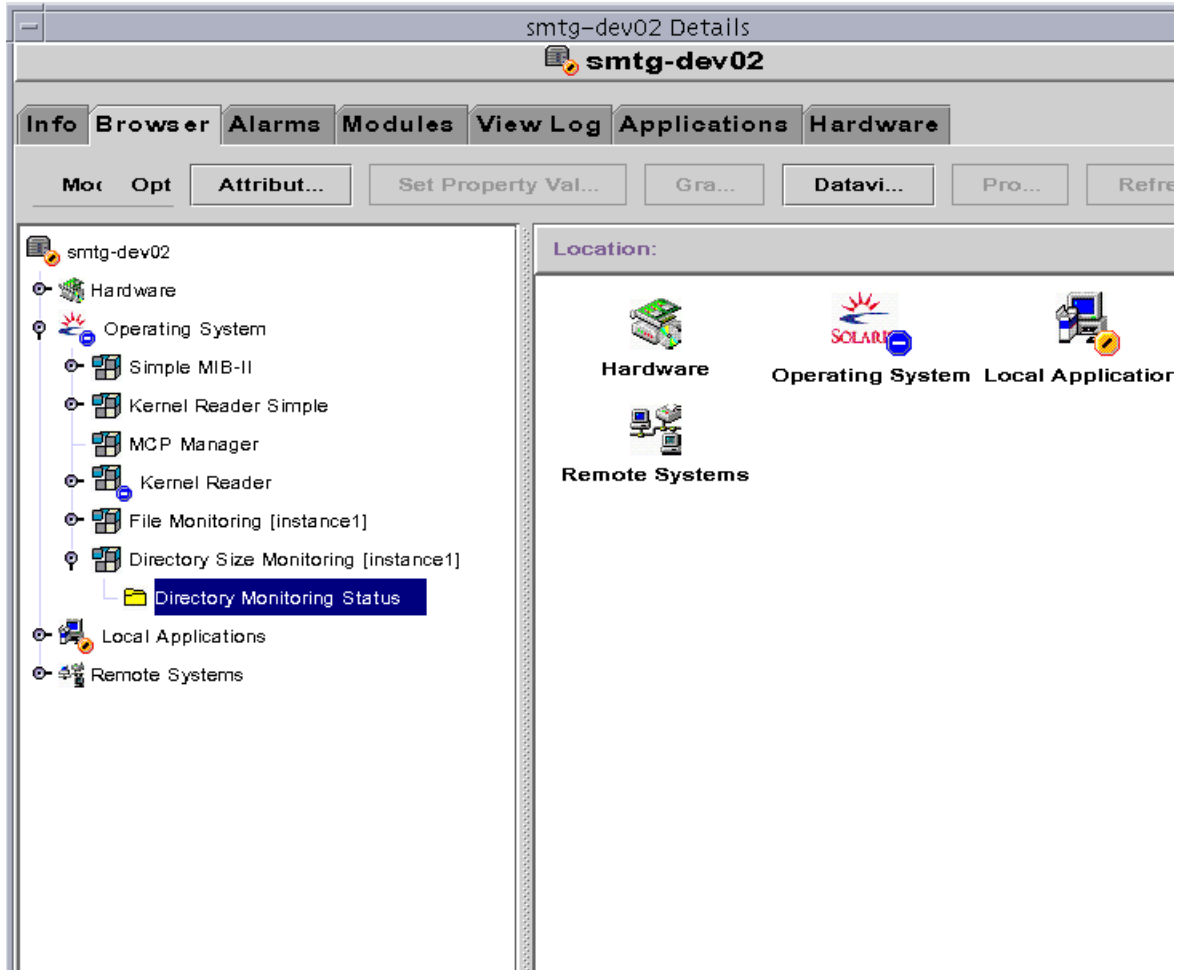 smtg-dev02 Details
smtg-dev02
Info Browser Alarms Modules View Log Applications Hardware
Mo Opt Attribut... Set Property Val... Gra... Datavi... Pro... Refre
smtg-dev02
Hardware
Operating System
Simple MIB-II
Kernel Reader Simple
MCP Manager
Kernel Reader
File Monitoring [instance1]
Directory Size Monitoring [instance1]
Directory Monitoring Status
Local Applications
Remote Systems
Location:
SOLARI
Hardware
Operating System Local Application
Remote Systems